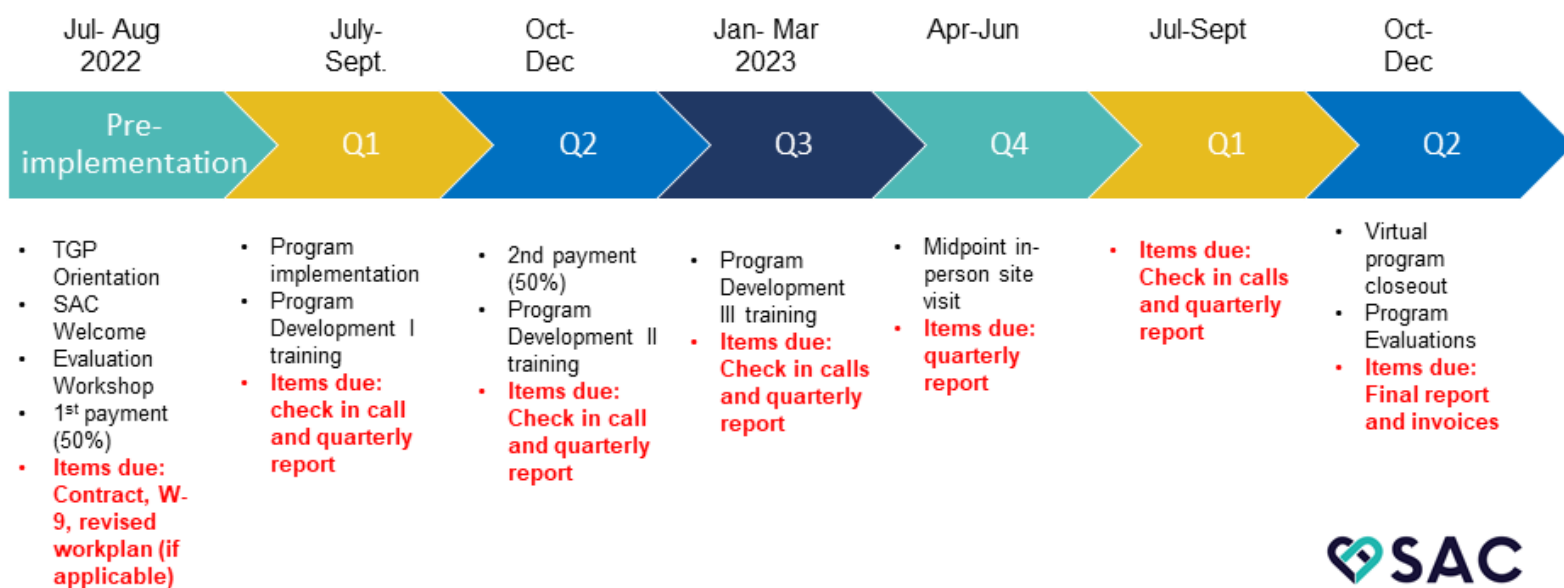 Jul- Aug
2022
July-
Sept.
Oct-
Dec
Jan- Mar
2023
Apr-Jun
Jul-Sept
Oct-
Dec
Pre-
implementation
Q1
Q2
Q3
Q4
Q1
Q2
• TGP
Orientation
• SAC
Welcome
• Evaluation
Workshop
• 1st payment
(50%)
• Items due:
Contract, W-
9, revised
workplan (if
applicable)
• Program
implementation
• Program
Development I
training
• Items due:
check in call
and quarterly
report
• 2nd payment
(50%)
• Program
Development II
training
• Items due:
Check in call
and quarterly
report
• Program
Development
III training
• Items due:
Check in calls
and quarterly
report
• Midpoint in-
person site
visit
• Items due:
quarterly
report
• Items due:
Check in calls
and quarterly
report
• Virtual
program
closeout
• Program
Evaluations
• Items due:
Final report
and invoices
SAC